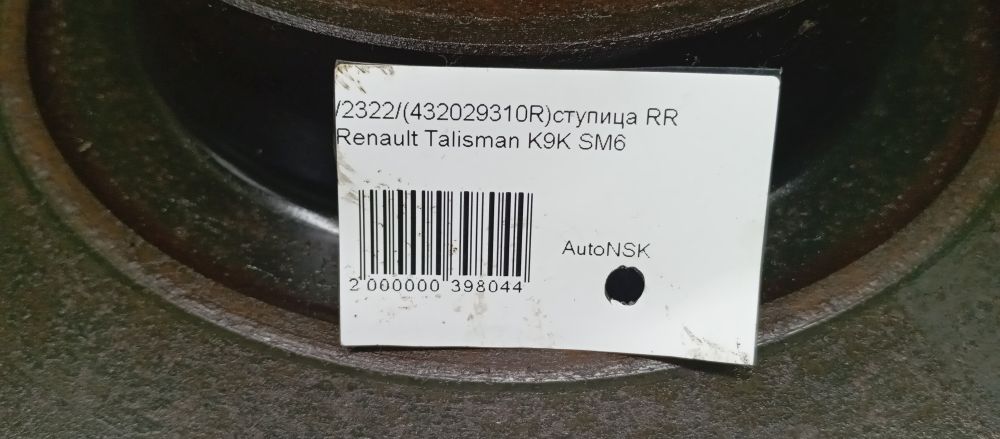 /2322/(432029310R)ступица RR
Renault Talisman K9K SM6
AutoNSK
2 000000 398044